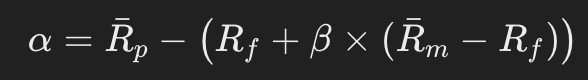 α = R̄ₚ − (R_f + β × (R̄ₘ − R_f))